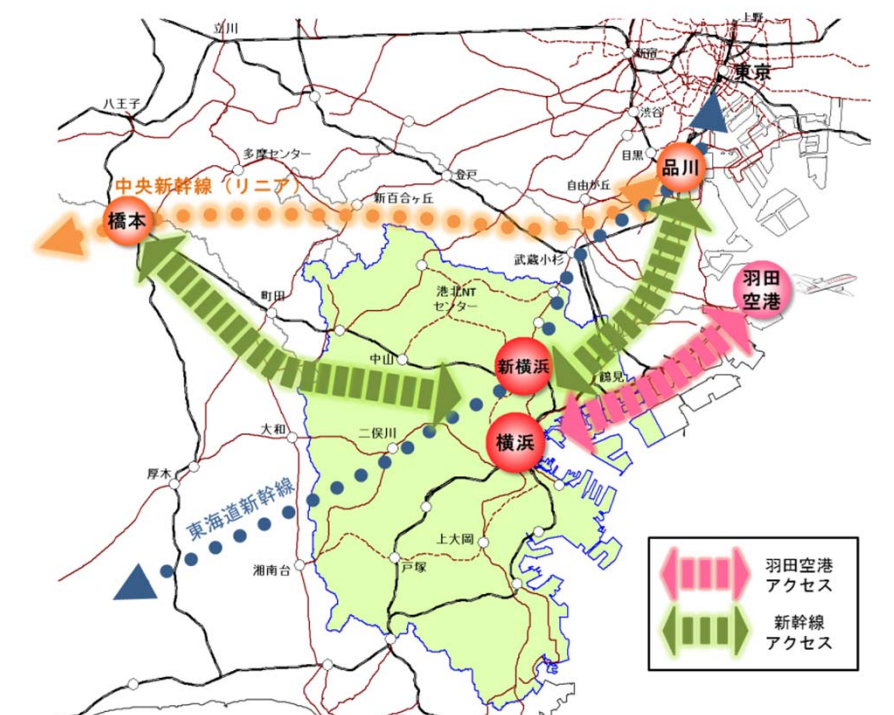 立川
上野
新宿
東京
八王子
渋谷
多摩センター
目黒
品川
登戸
中央新幹線（リニア）
新百合ヶ丘
自由が丘
橋本
武蔵小杉
羽田
空港
町田
港北NT
センター
中山
新横浜
鶴見
大和
二俣川
横浜
厚木
東海道新幹線
上大岡
湘南台
戸塚
羽田空港
アクセス
新幹線
アクセス